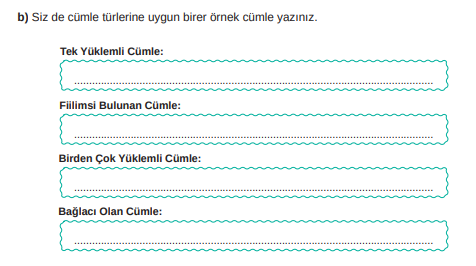 b) Siz de cümle türlerine uygun birer örnek cümle yazınız.
Tek Yüklemli Cümle:
Fiilimsi Bulunan Cümle:
Birden Çok Yüklemli Cümle:
Bağlacı Olan Cümle: